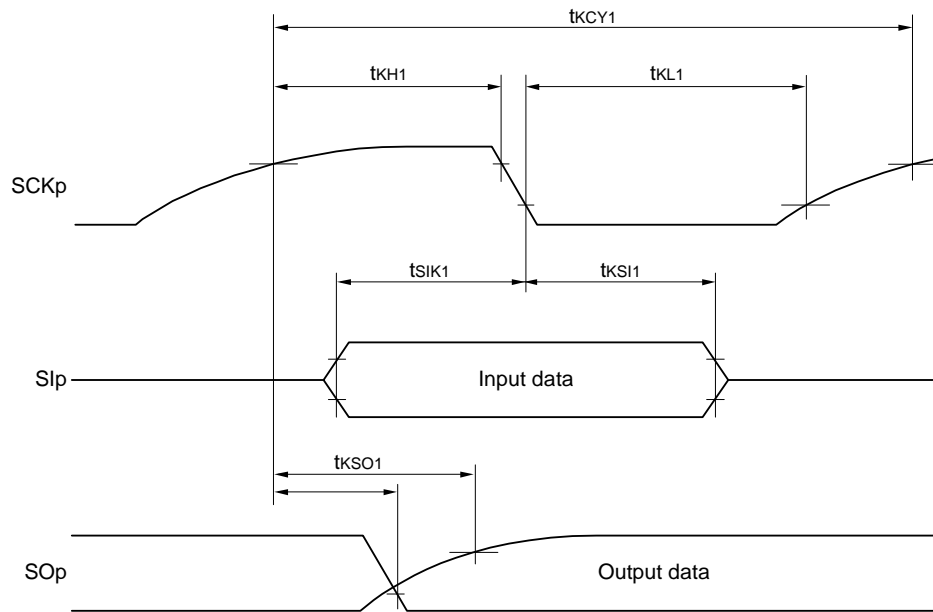 tKCY1
tKH1
tKL1
SCKp
tSIK1
tKSI1
SIp
Input data
tKSO1
SOp
Output data